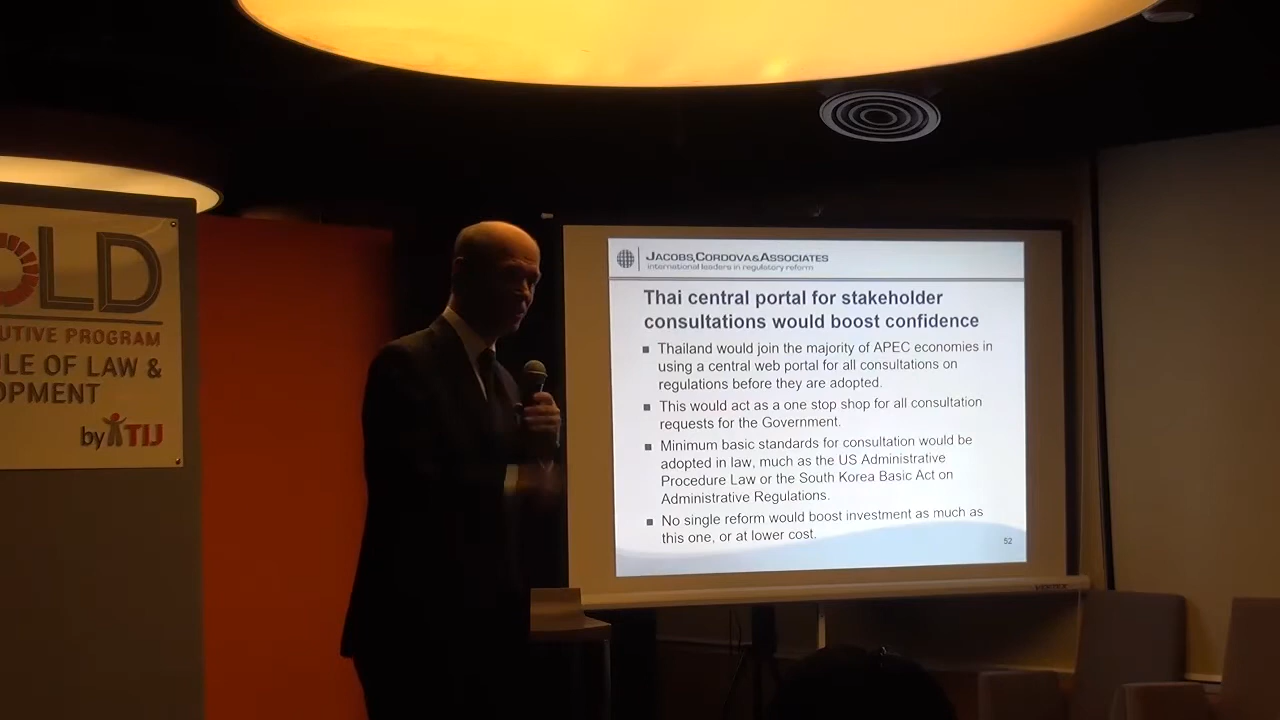 OLD
UTIVE PROGRAM
ULE OF LAW &
OPMENT
by TIJ
JACOBS, CORDOVA & ASSOCIATES
international leaders in regulatory reform
Thai central portal for stakeholder
consultations would boost confidence
■ Thailand would join the majority of APEC economies in
using a central web portal for all consultations on
regulations before they are adopted.
■ This would act as a one stop shop for all consultation
requests for the Government.
■ Minimum basic standards for consultation would be
adopted in law, much as the US Administrative
Procedure Law or the South Korea Basic Act on
Administrative Regulations.
■ No single reform would boost investment as much as
this one, or at lower cost.
52
VERTEX